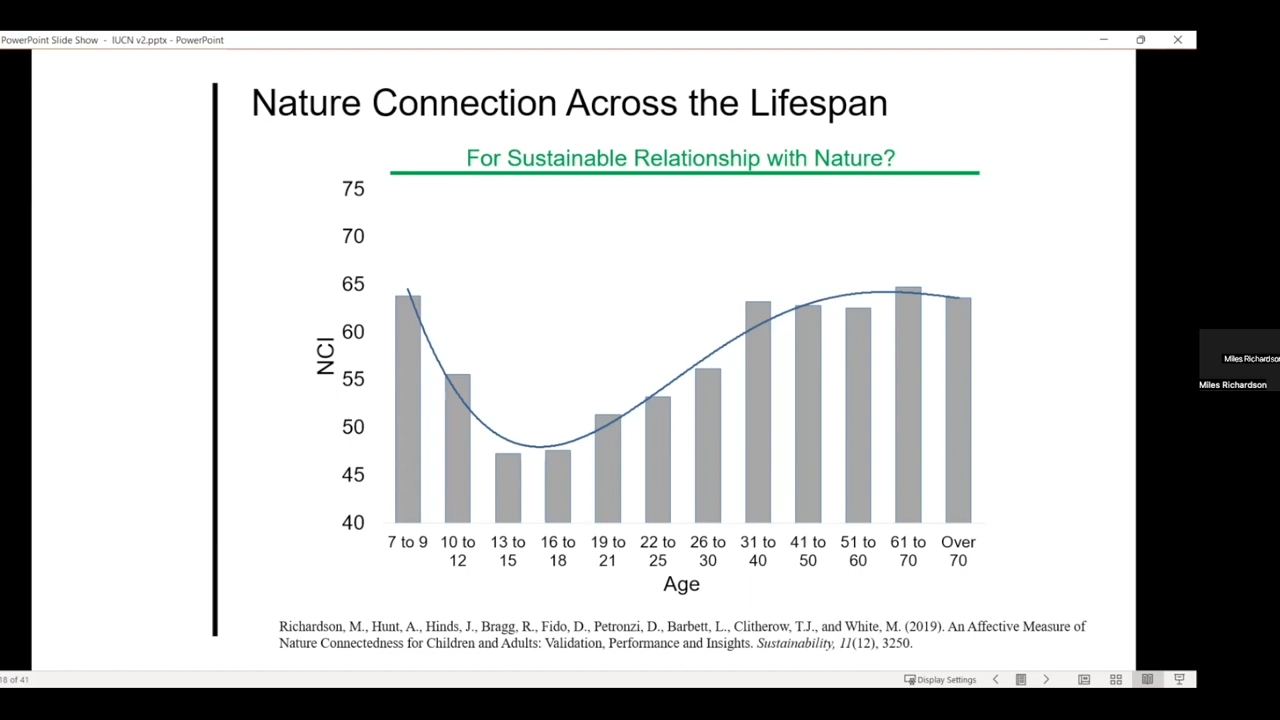 PowerPoint Slide Show - IUCN v2.pptx - PowerPoint
Nature Connection Across the Lifespan
For Sustainable Relationship with Nature?
75
70
65
60
55
50
45
40
NCI
7 to 9
10 to 12
13 to 15
16 to 18
19 to 21
22 to 25
26 to 30
31 to 40
41 to 50
51 to 60
61 to 70
Over 70
Age
Richardson, M., Hunt, A., Hinds, J., Bragg, R., Fido, D., Petronzi, D., Barbett, L., Clitherow, T.J., and White, M. (2019). An Affective Measure of
Nature Connectedness for Children and Adults: Validation, Performance and Insights. Sustainability, 11(12), 3250.
Miles Richardson
Miles Richardson
18 of 41
Display Settings